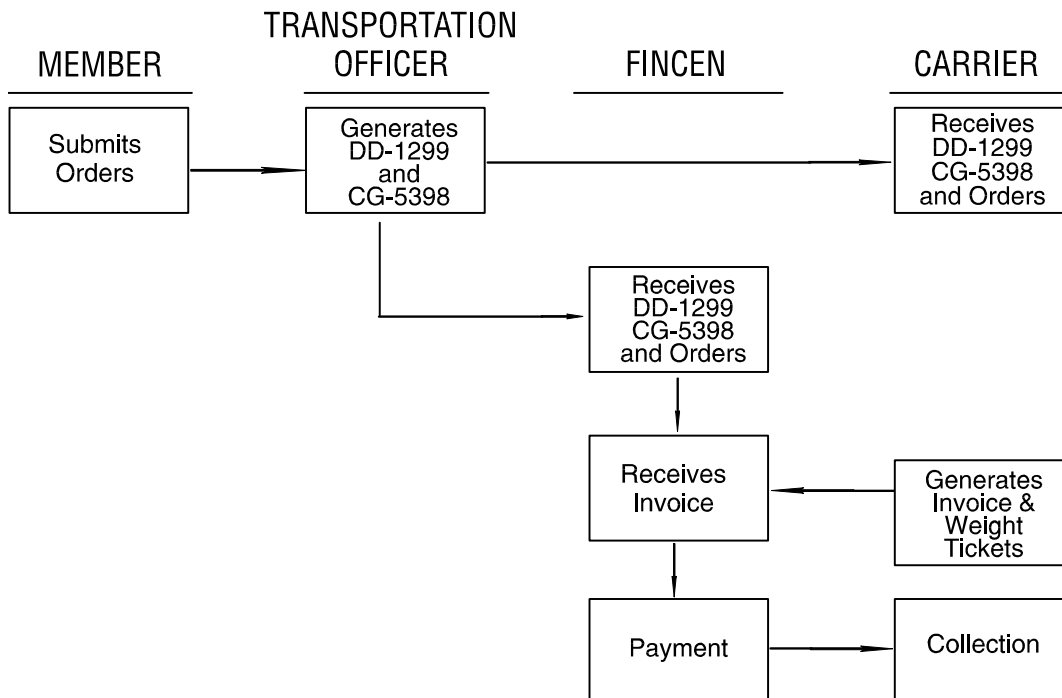 MEMBER
TRANSPORTATION
OFFICER
FINCEN
CARRIER
Submits
Orders
Generates
DD-1299
and
CG-5398
Receives
DD-1299
CG-5398
and Orders
Receives
DD-1299
CG-5398
and Orders
Receives
Invoice
Generates
Invoice &
Weight
Tickets
Payment
Collection